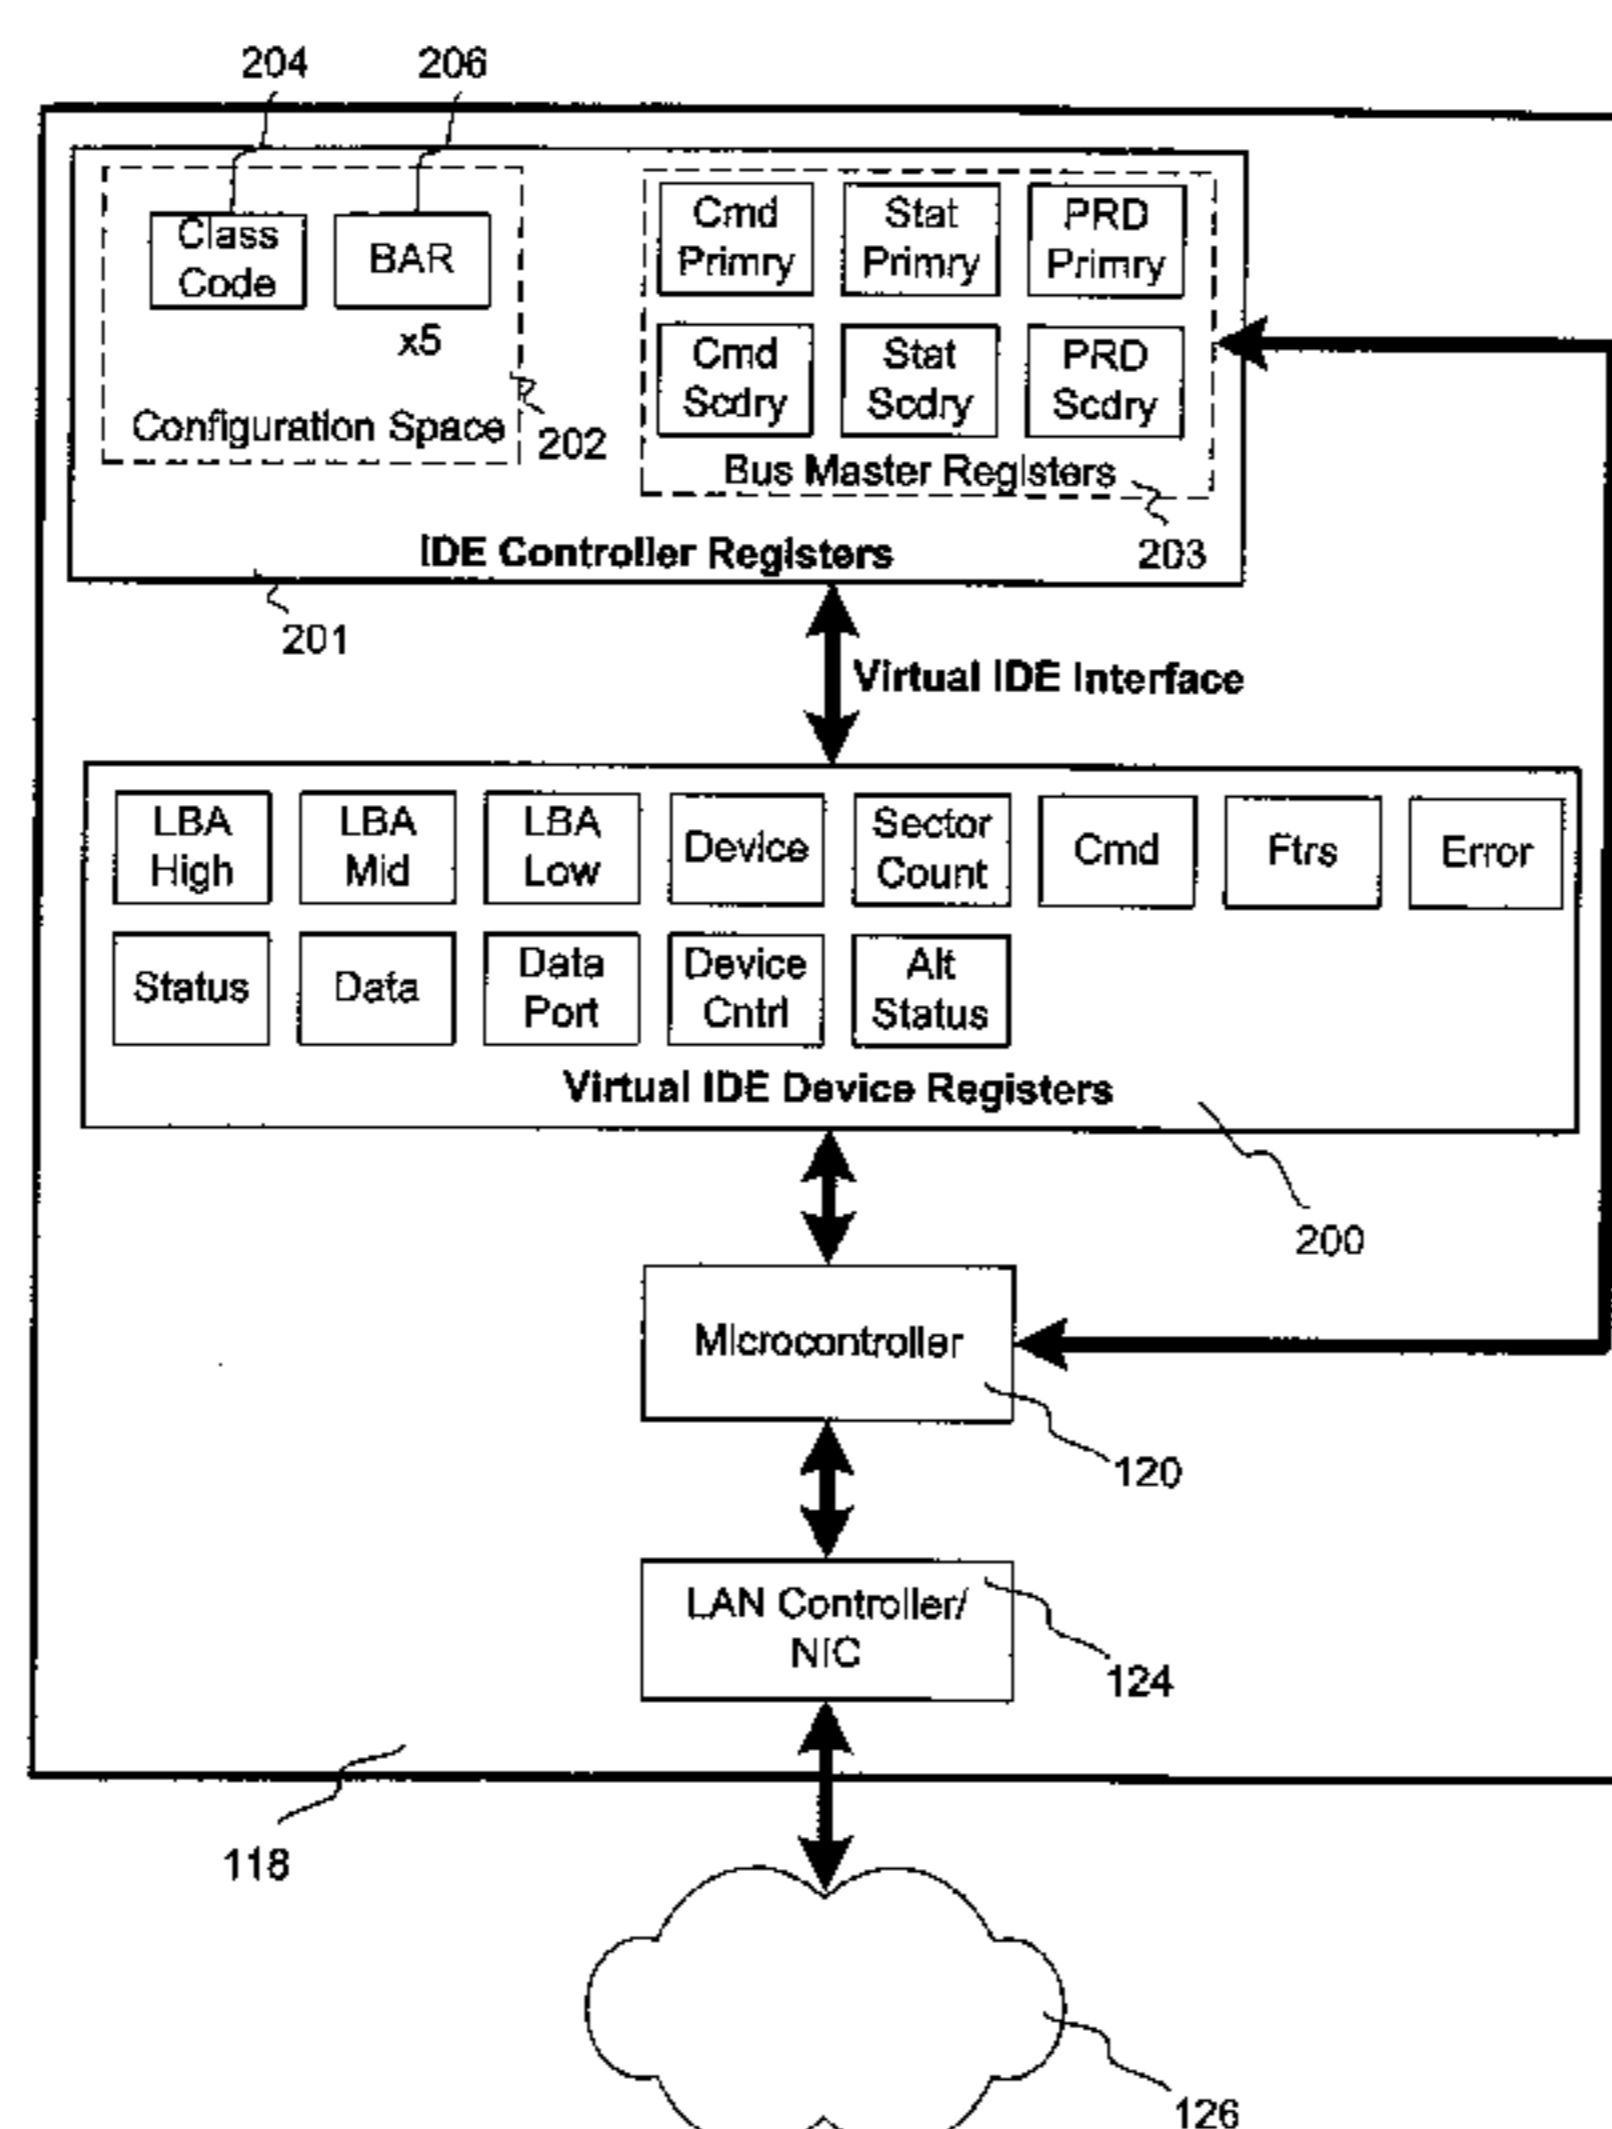 204
206
Class
Code
BAR
x5
Configuration Space
202
Cmd
Primry
Stat
Primry
PRD
Primry
Cmd
Scdry
Stat
Scdry
PRD
Scdry
Bus Master Registers
203
IDE Controller Registers
201
Virtual IDE Interface
LBA
High
LBA
Mid
LBA
Low
Device
Sector
Count
Cmd
Ftrs
Error
Status
Data
Data
Port
Device
Cntrl
Alt
Status
Virtual IDE Device Registers
200
Microcontroller
120
LAN Controller/
NIC
124
118
126